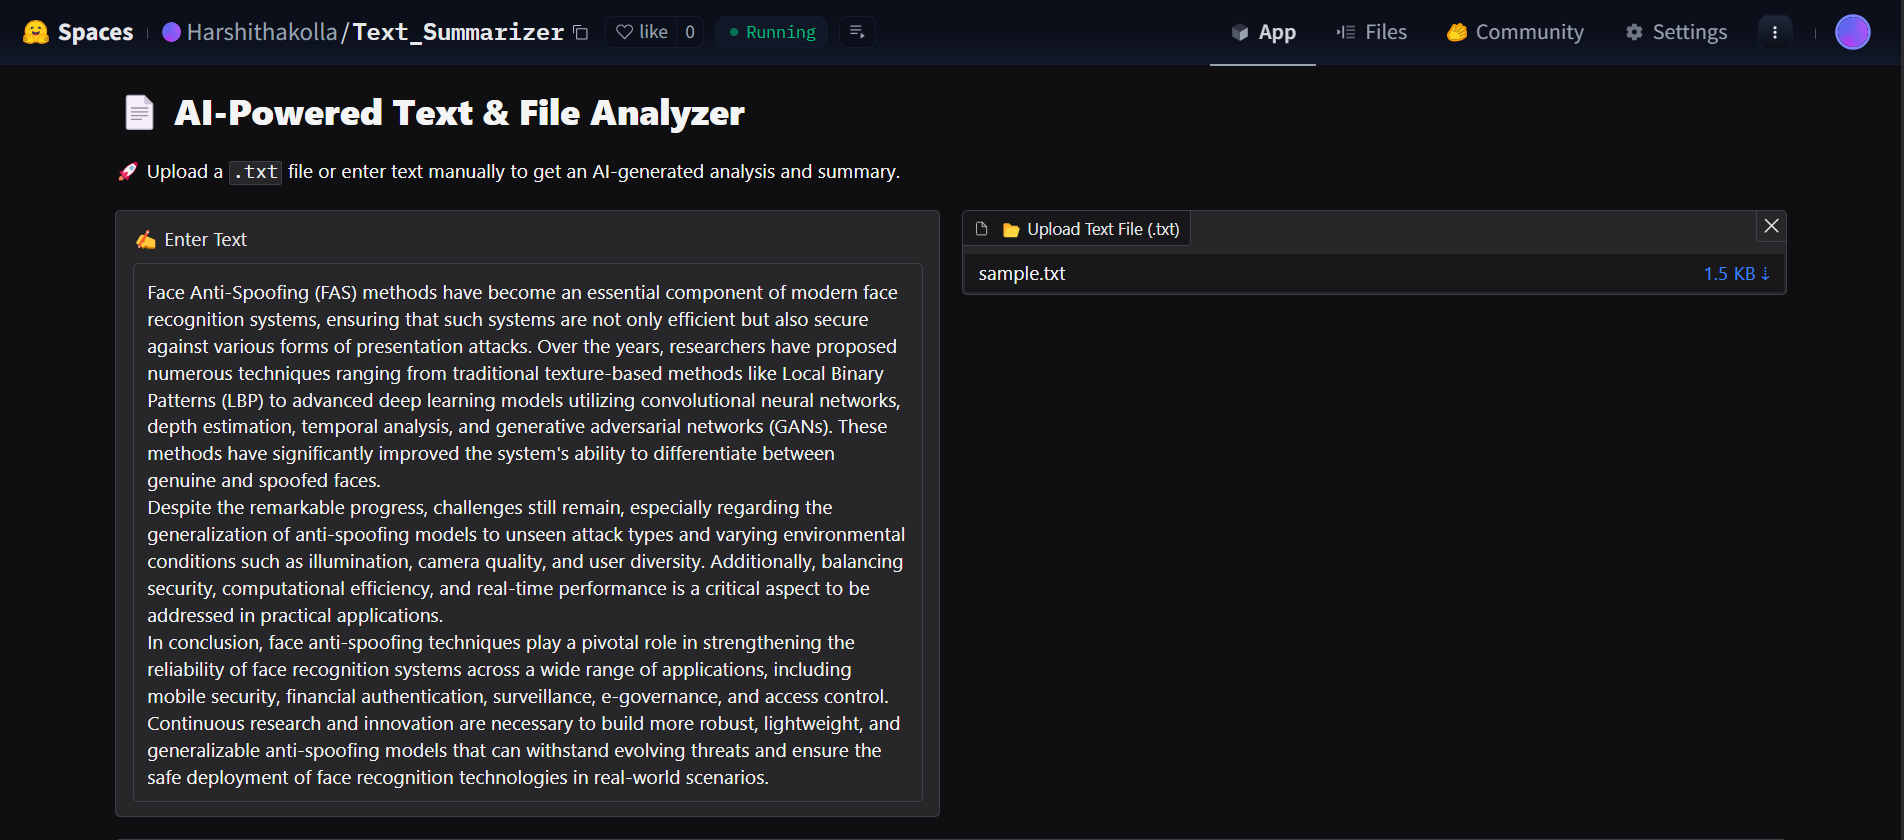 Spaces
Harshithakolla/Text_Summarizer
like 0
Running
App
Files
Community
Settings
AI-Powered Text & File Analyzer
Upload a .txt file or enter text manually to get an AI-generated analysis and summary.
Enter Text
Face Anti-Spoofing (FAS) methods have become an essential component of modern face
recognition systems, ensuring that such systems are not only efficient but also secure
against various forms of presentation attacks. Over the years, researchers have proposed
numerous techniques ranging from traditional texture-based methods like Local Binary
Patterns (LBP) to advanced deep learning models utilizing convolutional neural networks,
depth estimation, temporal analysis, and generative adversarial networks (GANs). These
methods have significantly improved the system's ability to differentiate between
genuine and spoofed faces.
Despite the remarkable progress, challenges still remain, especially regarding the
generalization of anti-spoofing models to unseen attack types and varying environmental
conditions such as illumination, camera quality, and user diversity. Additionally, balancing
security, computational efficiency, and real-time performance is a critical aspect to be
addressed in practical applications.
In conclusion, face anti-spoofing techniques play a pivotal role in strengthening the
reliability of face recognition systems across a wide range of applications, including
mobile security, financial authentication, surveillance, e-governance, and access control.
Continuous research and innovation are necessary to build more robust, lightweight, and
generalizable anti-spoofing models that can withstand evolving threats and ensure the
safe deployment of face recognition technologies in real-world scenarios.
Upload Text File (.txt)
sample.txt
1.5 KB ↓